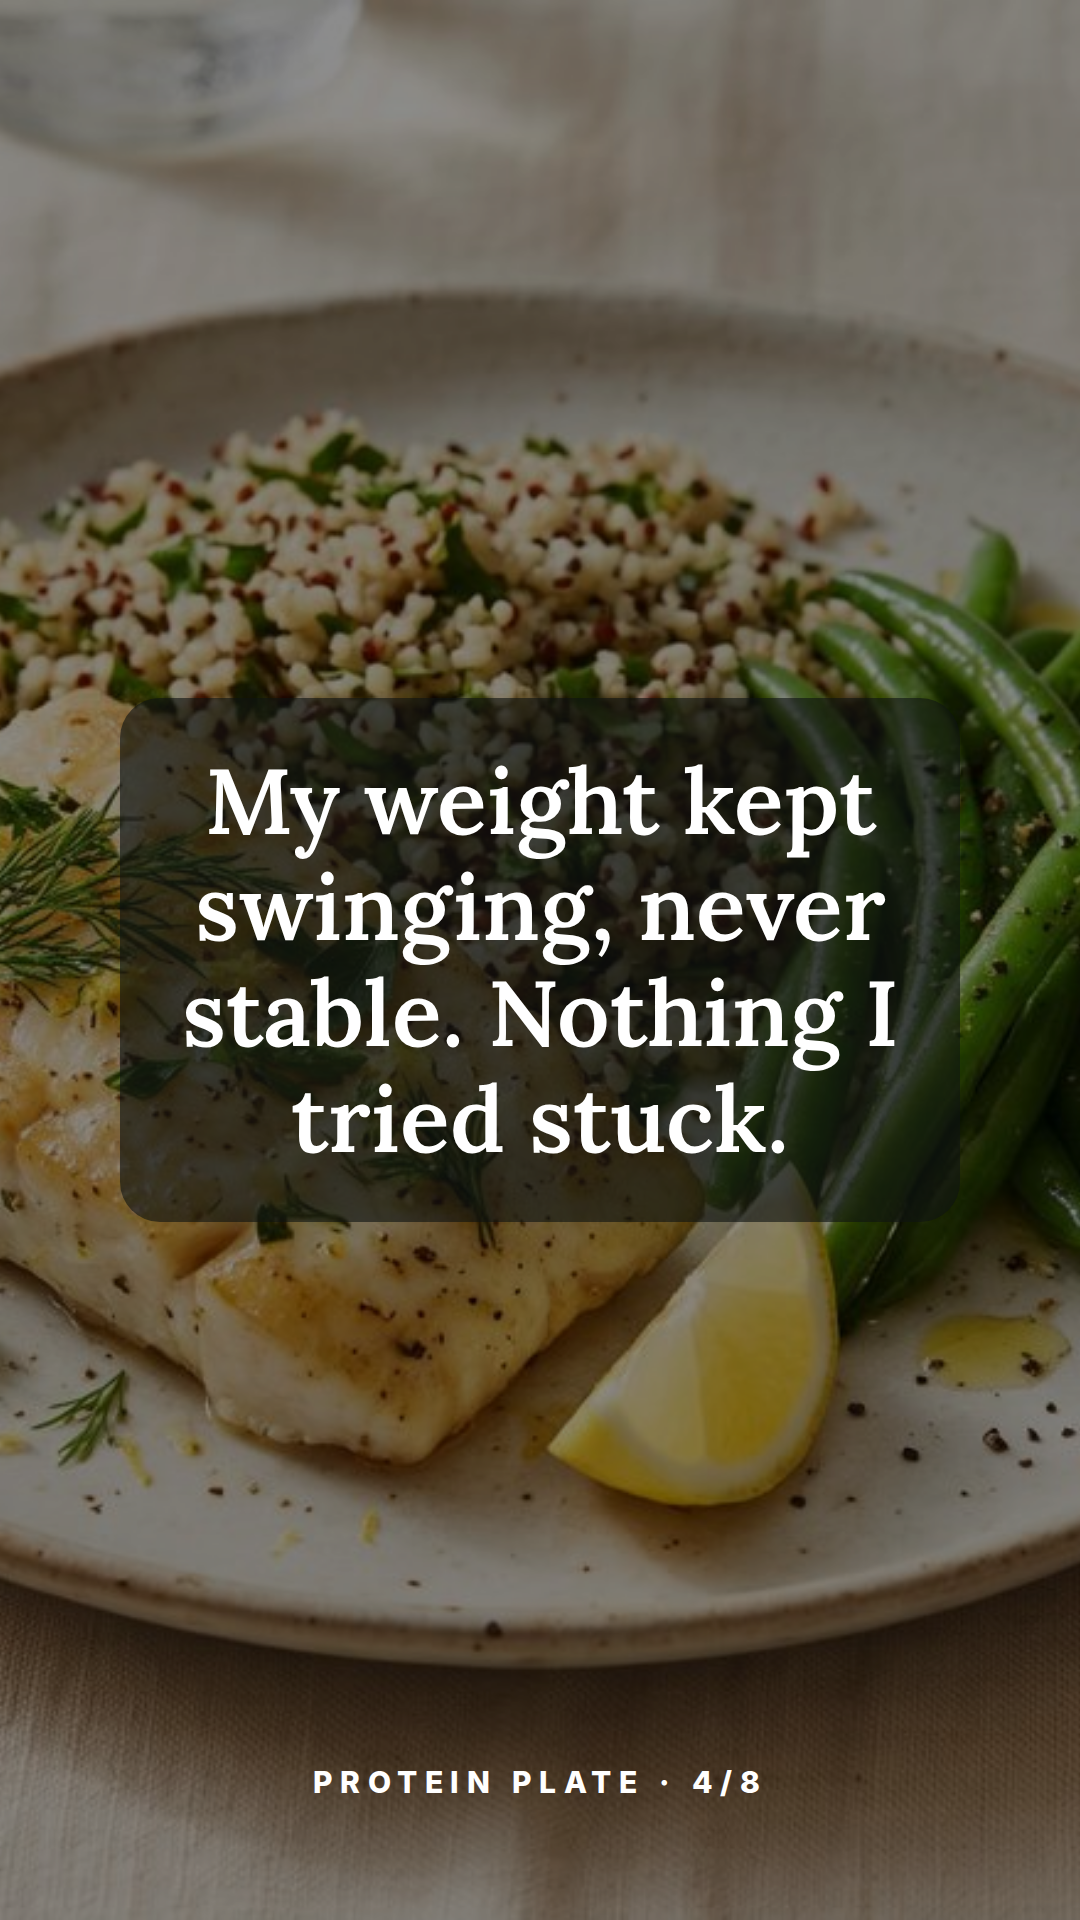 My weight kept
swinging, never
stable. Nothing I
tried stuck.
PROTEIN PLATE · 4/8